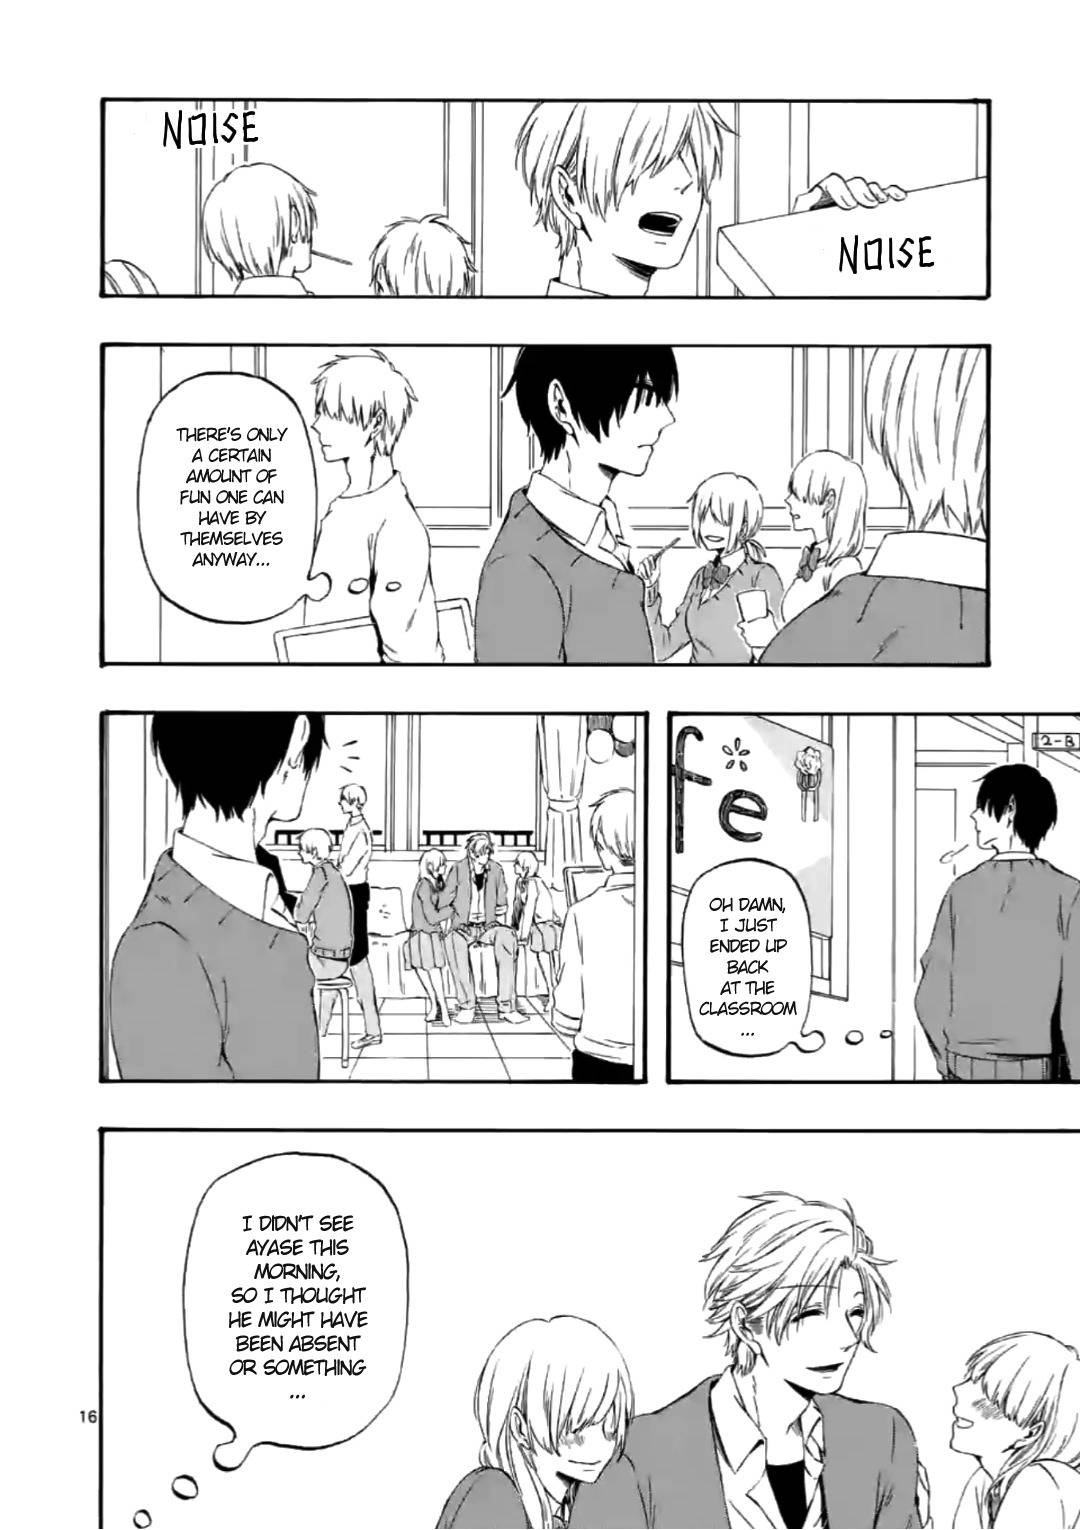 NOISE
NOISE
THERE'S ONLY
A CERTAIN
AMOUNT OF
FUN ONE CAN
HAVE BY
THEMSELVES
ANYWAY...
fe
2-B
OH DAMN,
I JUST
ENDED UP
BACK
AT THE
CLASSROOM
...
I DIDN'T SEE
AYASE THIS
MORNING,
SO I THOUGHT
HE MIGHT HAVE
BEEN ABSENT
OR SOMETHING
...
16